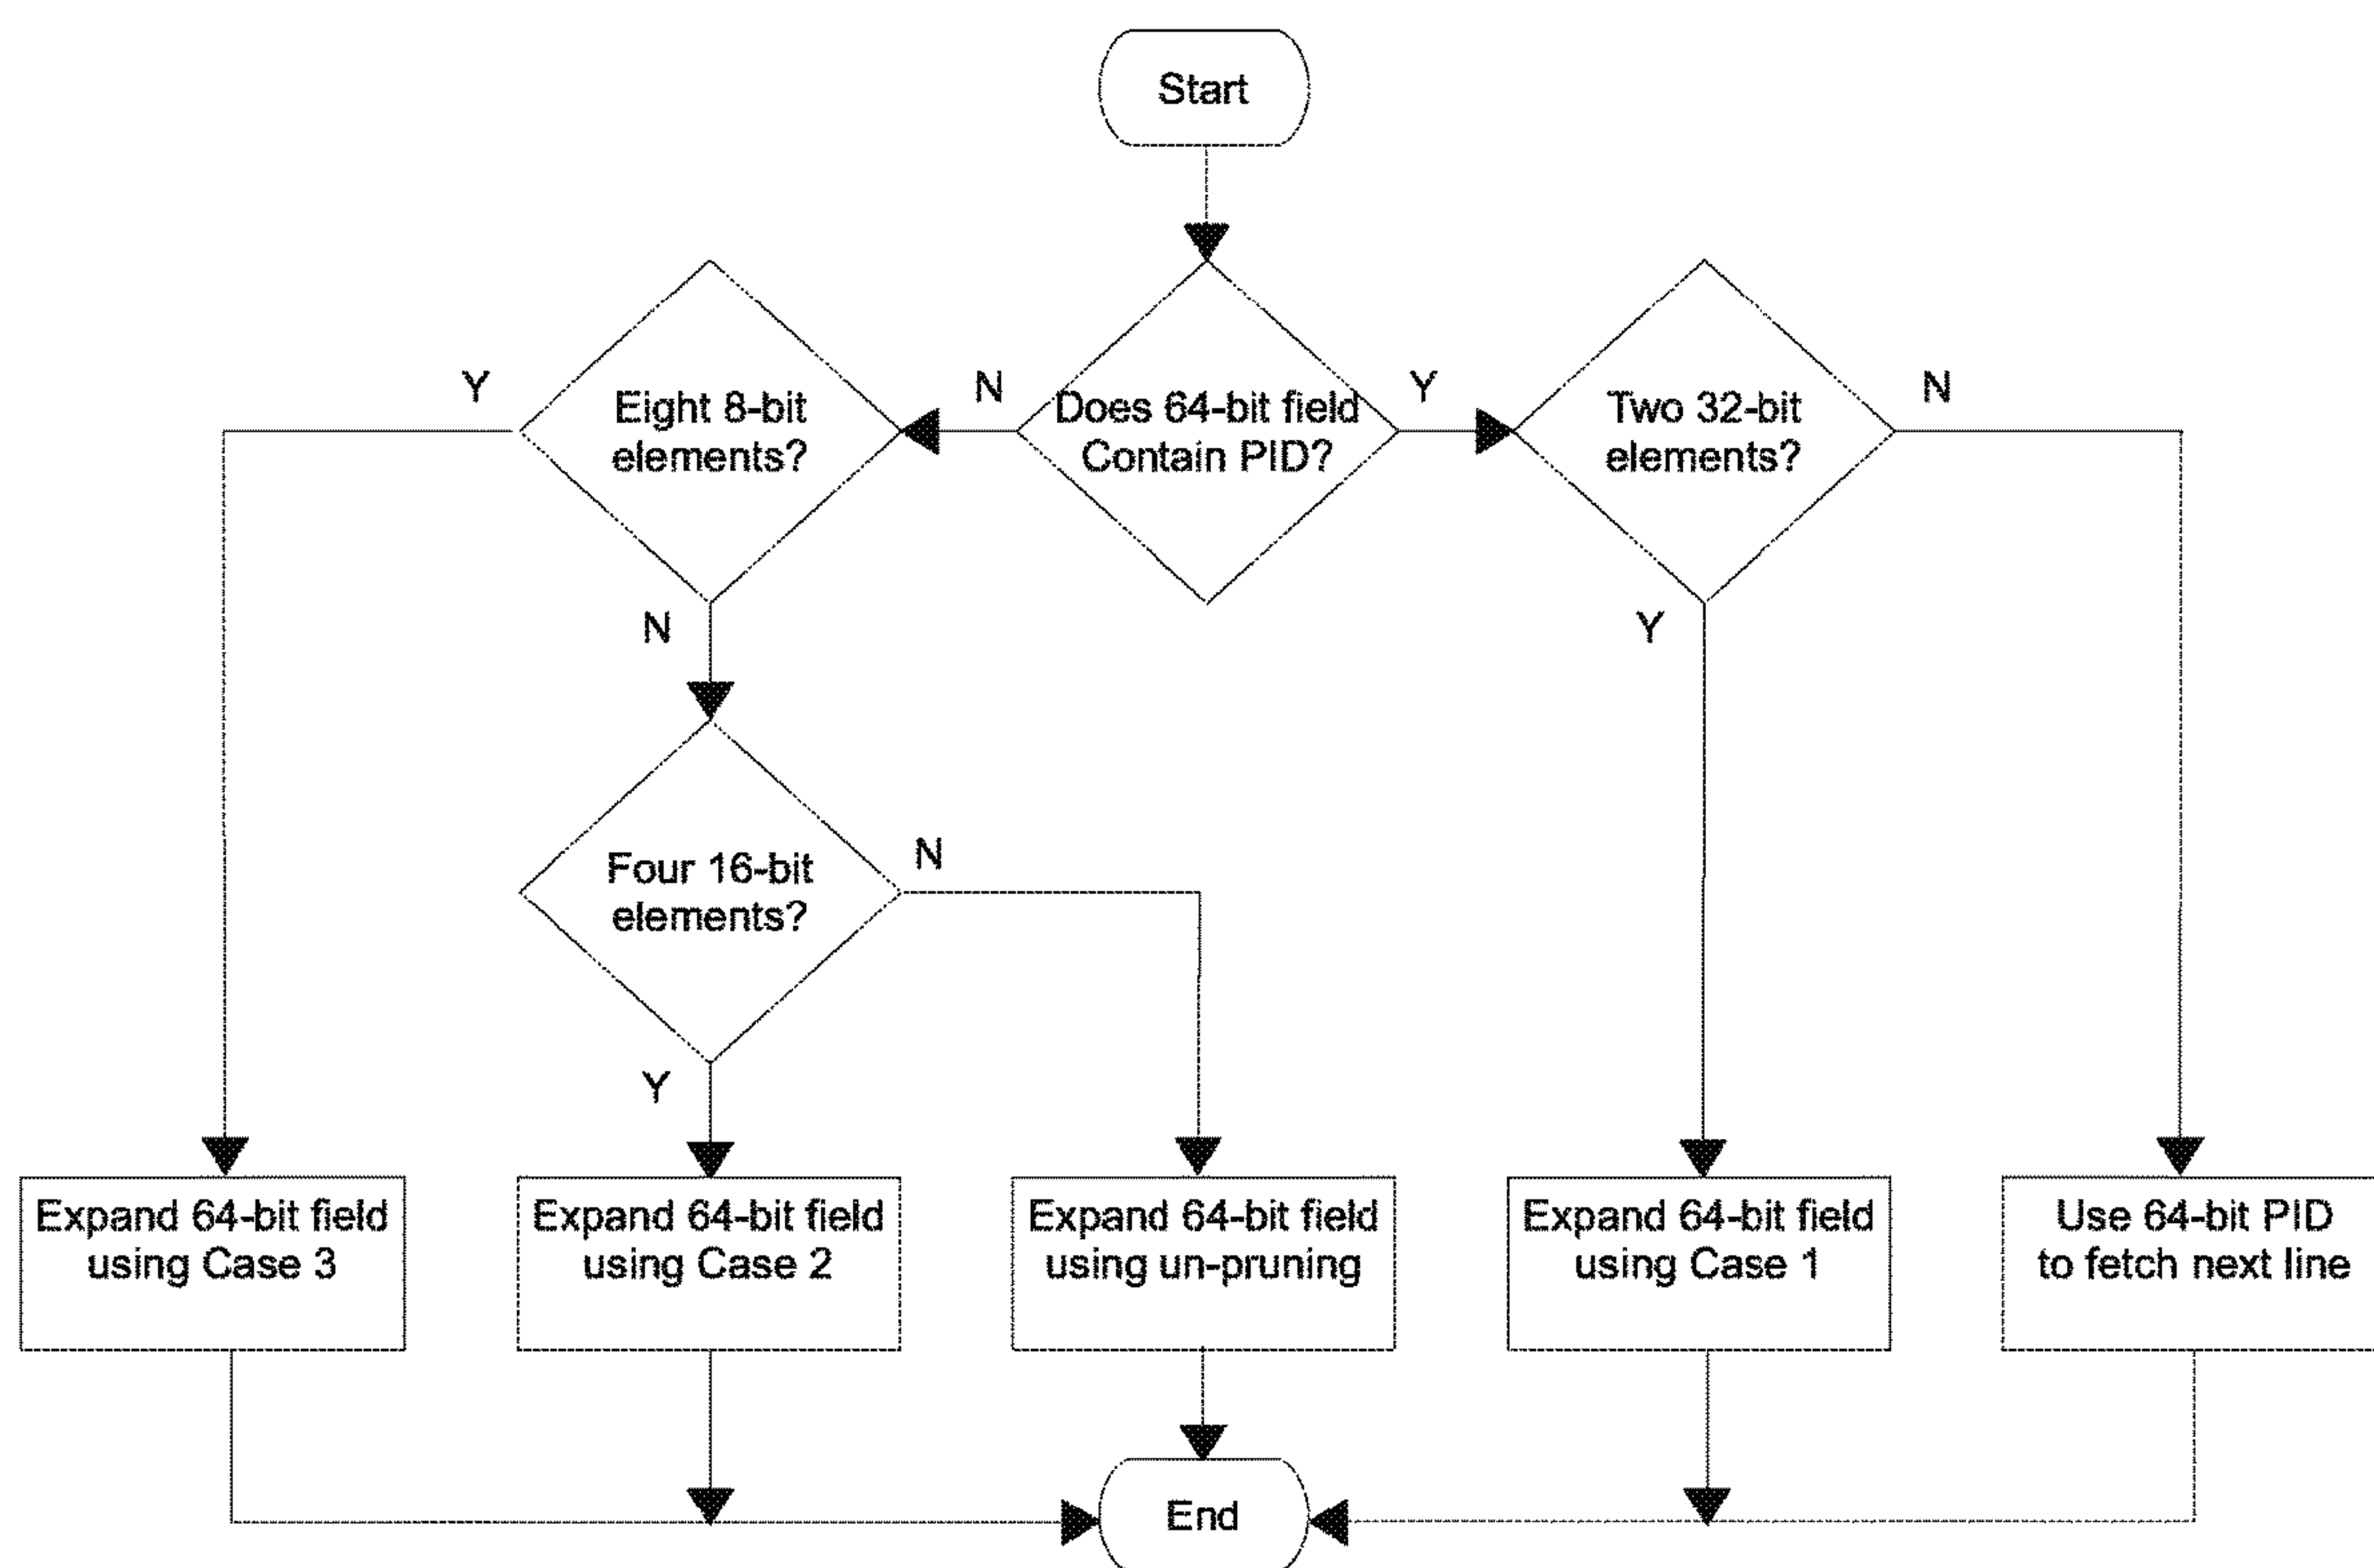 Start
Y
Eight 8-bit
elements?
N
Does 64-bit field
Contain PID?
Y
Two 32-bit
elements?
N
N
Y
Four 16-bit
elements?
N
Y
Expand 64-bit field
using Case 3
Expand 64-bit field
using Case 2
Expand 64-bit field
using un-pruning
Expand 64-bit field
using Case 1
Use 64-bit PID
to fetch next line
End